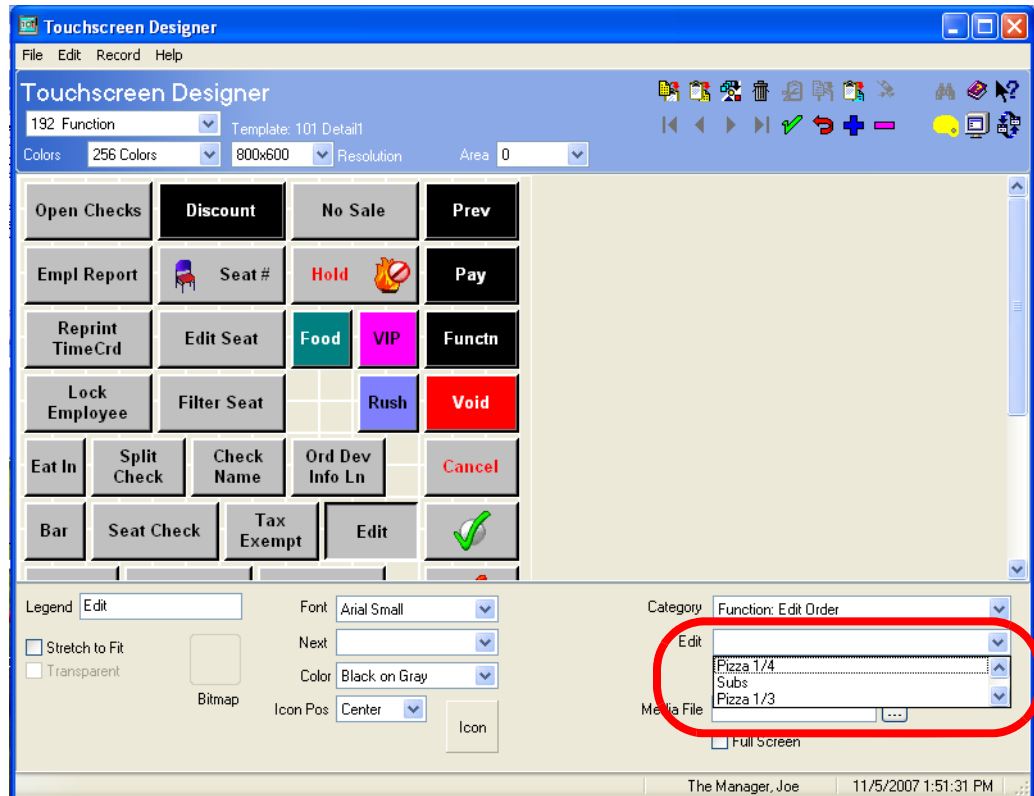 Touchscreen Designer
File Edit Record Help
Touchscreen Designer
192 Function
Template: 101 Detail1
Colors 256 Colors 800x600 Resolution Area 0
Open Checks Discount No Sale Prev
Empl Report Seat # Hold Pay
Reprint TimeCrd Edit Seat Food VIP Functn
Lock Employee Filter Seat Rush Void
Eat In Split Check Check Name Ord Dev Info Ln Cancel
Bar Seat Check Tax Exempt Edit
Legend Edit Font Arial Small Category Function: Edit Order
Stretch to Fit Next Edit
Transparent Color Black on Gray Pizza 1/4
Subs
Bitmap Icon Pos Center Icon Media File Pizza 1/3
Full Screen
The Manager, Joe 11/5/2007 1:51:31 PM